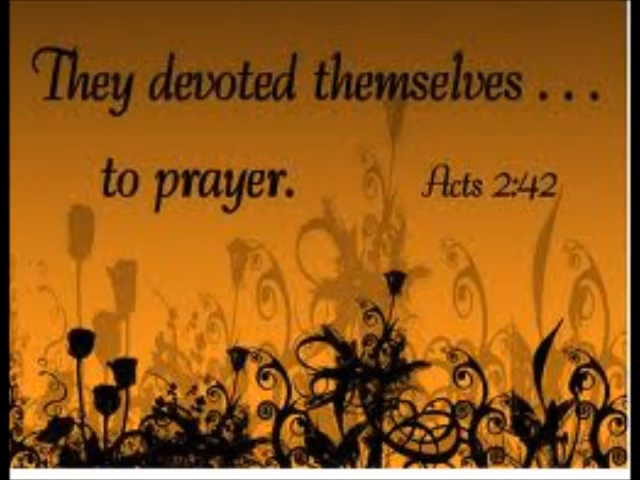 They devoted themselves . . .
to prayer. Acts 2:42